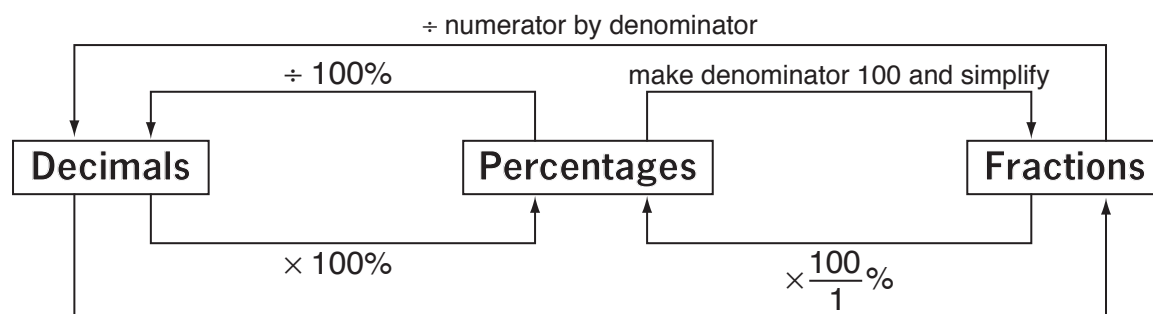 ÷ numerator by denominator
÷ 100%
make denominator 100 and simplify
Decimals
Percentages
Fractions
× 100%
× 100/1 %